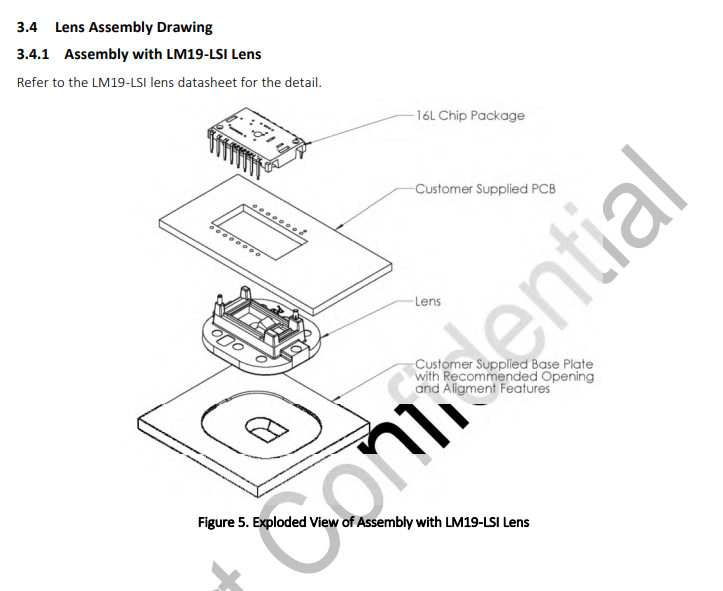 3.4 Lens Assembly Drawing
3.4.1 Assembly with LM19-LSI Lens
Refer to the LM19-LSI lens datasheet for the detail.
16L Chip Package
Customer Supplied PCB
Lens
Customer Supplied Base Plate
with Recommended Opening
and Aligment Features
Figure 5. Exploded View of Assembly with LM19-LSI Lens
Confidential